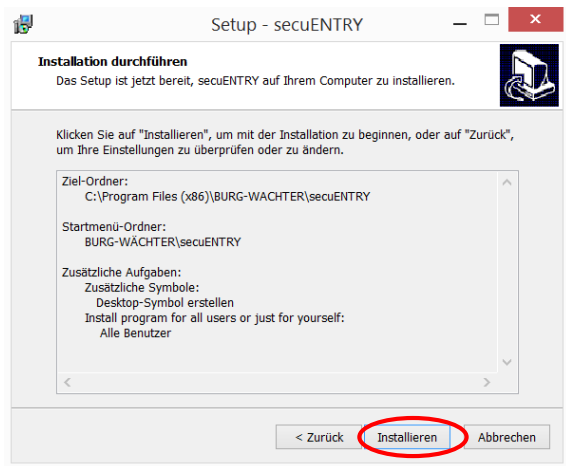 Setup - secuENTRY
Installation durchführen
Das Setup ist jetzt bereit, secuENTRY auf Ihrem Computer zu installieren.
Klicken Sie auf "Installieren", um mit der Installation zu beginnen, oder auf "Zurück",
um Ihre Einstellungen zu überprüfen oder zu ändern.
Ziel-Ordner:
C:\Program Files (x86)\BURG-WACHTER\secuENTRY
Startmenü-Ordner:
BURG-WÄCHTER\secuENTRY
Zusätzliche Aufgaben:
Zusätzliche Symbole:
Desktop-Symbol erstellen
Install program for all users or just for yourself:
Alle Benutzer
< Zurück Installieren Abbrechen